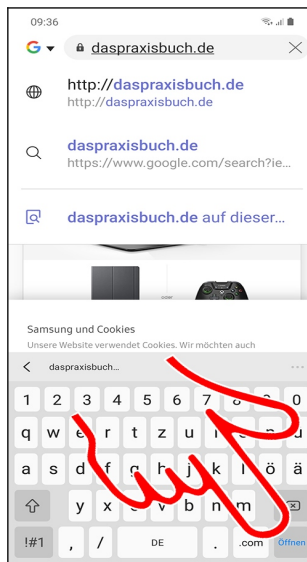 09:36
daspraxisbuch.de
http://daspraxisbuch.de
http://daspraxisbuch.de
daspraxisbuch.de
https://www.google.com/search?ie...
daspraxisbuch.de auf dieser...
Samsung und Cookies
Unsere Website verwendet Cookies. Wir möchten auch
daspraxisbuch...
1 2 3 4 5 6 7 8 9 0
q w e r t z u i o p ü
a s d f g h j k l ö ä
y x c v b n m
!#1 , / DE . .com Öffnen